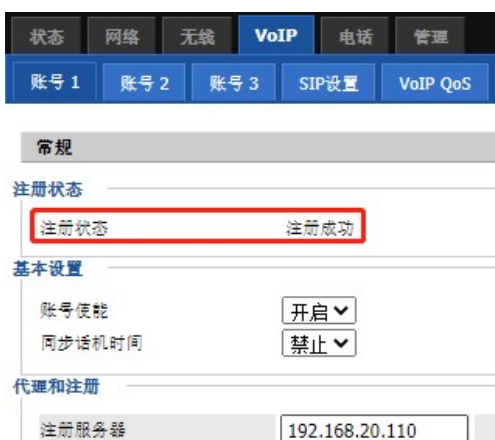 状态 网络 无线 VoIP 电话 管理
账号 1 账号 2 账号 3 SIP设置 VoIP QoS
常规
注册状态
注册状态 注册成功
基本设置
账号使能 开启
同步话机时间 禁止
代理和注册
注册服务器 192.168.20.110